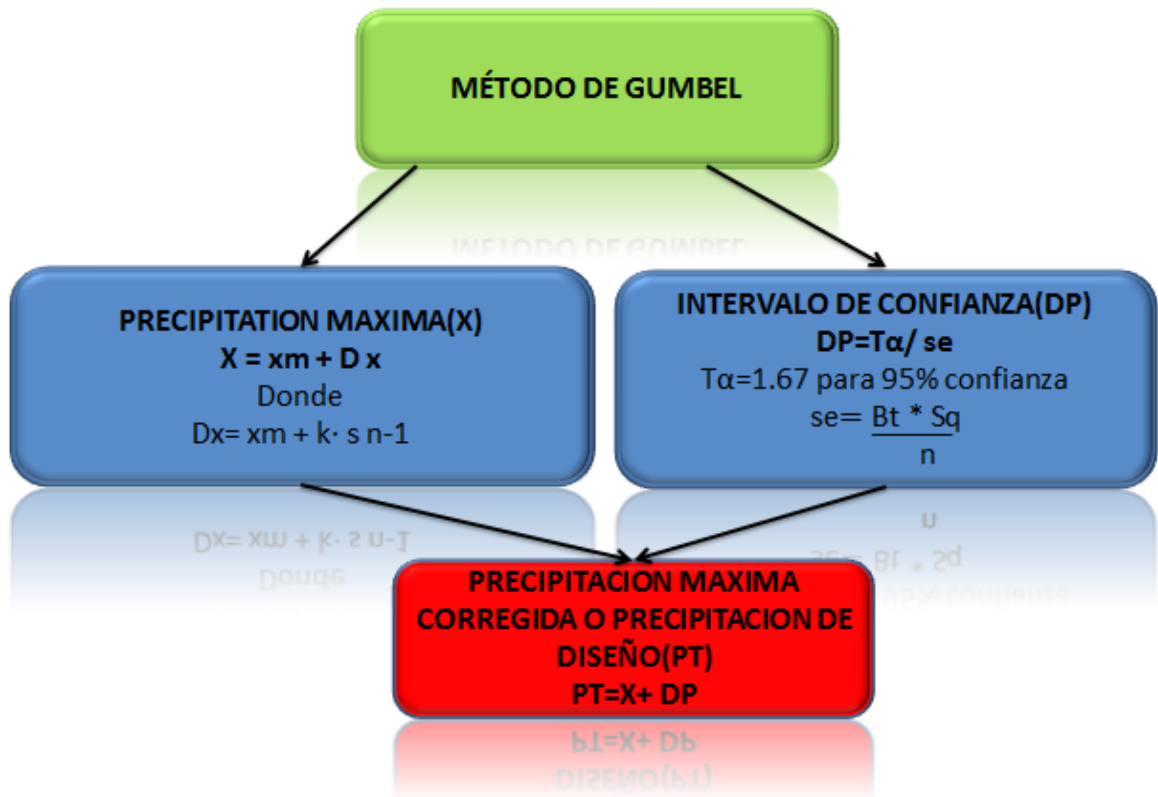 MÉTODO DE GUMBEL
PRECIPITATION MAXIMA(X)
X = xm + D x
Donde
Dx= xm + k· s n-1
INTERVALO DE CONFIANZA(DP)
DP=Tα/ se
Tα=1.67 para 95% confianza
se= Bt * Sq
n
PRECIPITACION MAXIMA
CORREGIDA O PRECIPITACION DE
DISEÑO(PT)
PT=X+ DP